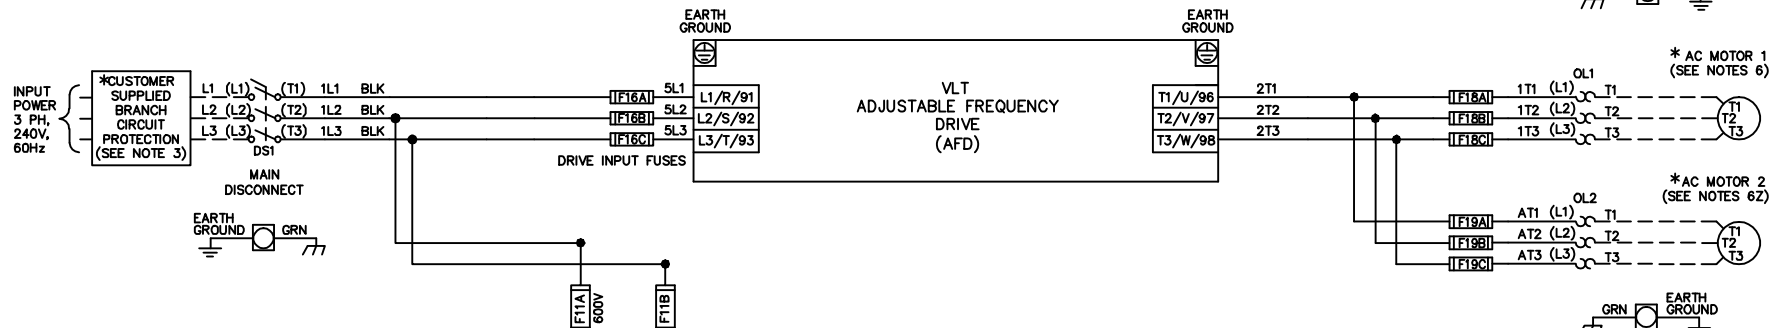 INPUT
POWER
3 PH,
240V,
60Hz
*CUSTOMER
SUPPLIED
BRANCH
CIRCUIT
PROTECTION
(SEE NOTE 3)
L1 (L1) (T1) 1L1 BLK
L2 (L2) (T2) 1L2 BLK
L3 (L3) (T3) 1L3 BLK
DS1
MAIN
DISCONNECT
EARTH
GROUND
GRN
F16A 5L1
F16B 5L2
F16C 5L3
DRIVE INPUT FUSES
F11A
600V
F11B
EARTH
GROUND
L1/R/91
L2/S/92
L3/T/93
VLT
ADJUSTABLE FREQUENCY
DRIVE
(AFD)
EARTH
GROUND
T1/U/96 2T1
T2/V/97 2T2
T3/W/98 2T3
* AC MOTOR 1
(SEE NOTES 6)
OL1
F18A 1T1 (L1) T1
F18B 1T2 (L2) T2
F18C 1T3 (L3) T3
T1
T2
T3
* AC MOTOR 2
(SEE NOTES 6Z)
OL2
F19A AT1 (L1) T1
F19B AT2 (L2) T2
F19C AT3 (L3) T3
T1
T2
T3
GRN
EARTH
GROUND